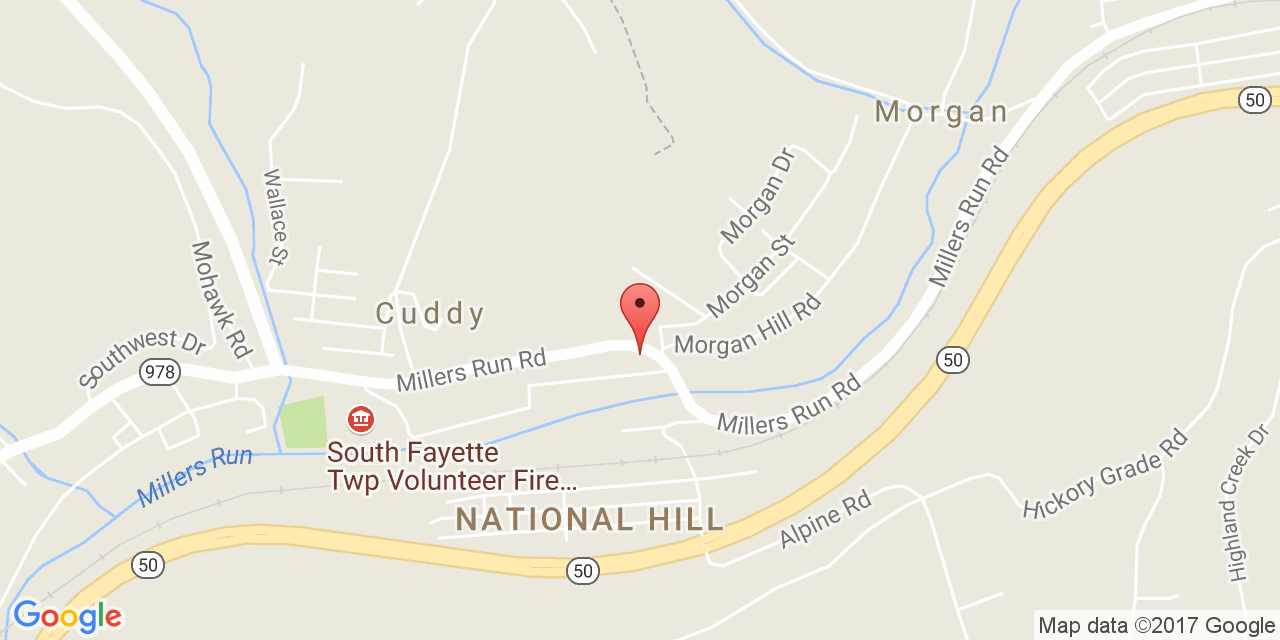 Morgan
50
Morgan Dr
Millers Run Rd
Wallace St
Mohawk Rd
Morgan St
Cuddy
Morgan Hill Rd
Southwest Dr
978
Millers Run Rd
50
Millers Run Rd
South Fayette
Twp Volunteer Fire...
Millers Run
Hickory Grade Rd
Highland Creek Dr
NATIONAL HILL
Alpine Rd
50
50
Google
Map data ©2017 Google